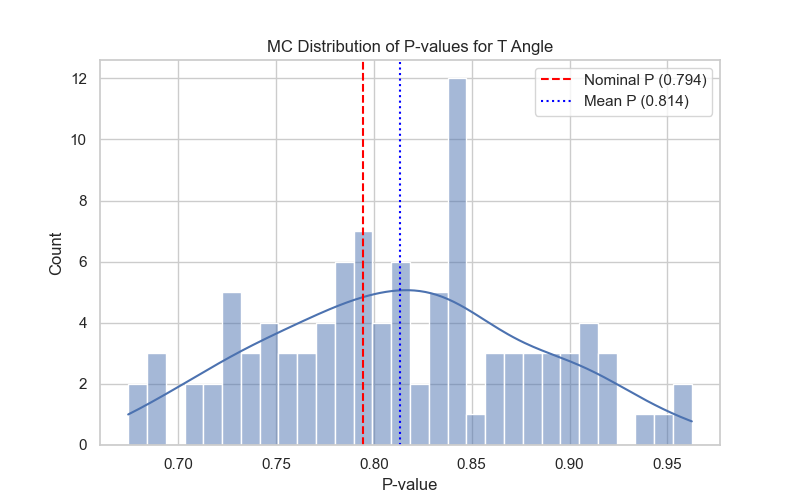 MC Distribution of P-values for T Angle
Nominal P (0.794)
Mean P (0.814)
Count
12
10
8
6
4
2
0
0.70 0.75 0.80 0.85 0.90 0.95
P-value